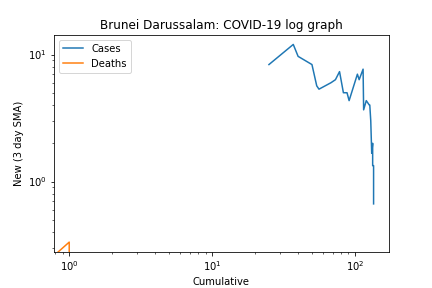 Brunei Darussalam: COVID-19 log graph
Cases
Deaths
New (3 day SMA)
10¹
10⁰
10⁰ 10¹ 10²
Cumulative